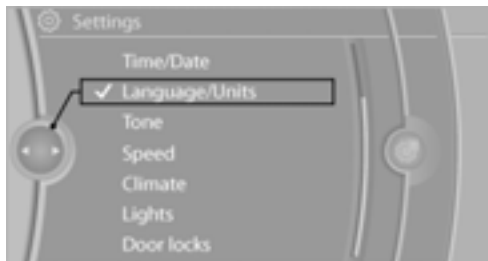 Settings
Time/Date
Language/Units
Tone
Speed
Climate
Lights
Door locks